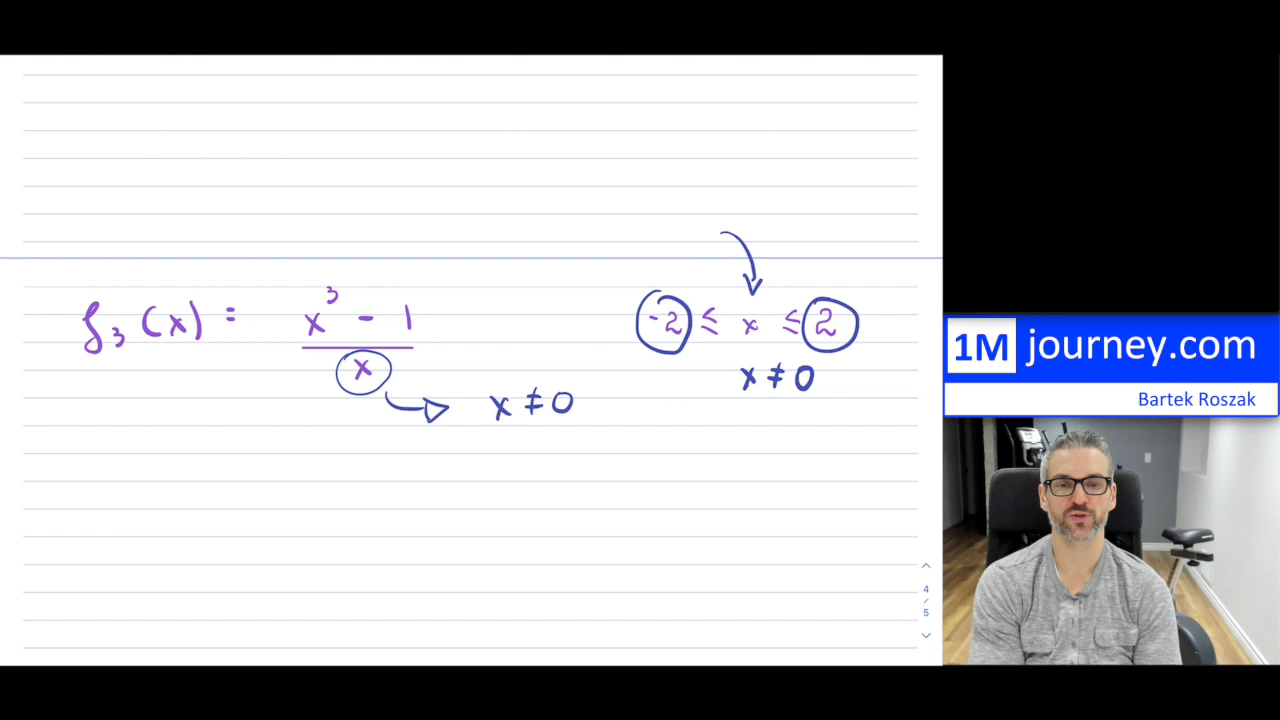 f₃(x) = x³ - 1
x
x ≠ 0
-2 ≤ x ≤ 2
x ≠ 0
1M journey.com
Bartek Roszak
4
/
5